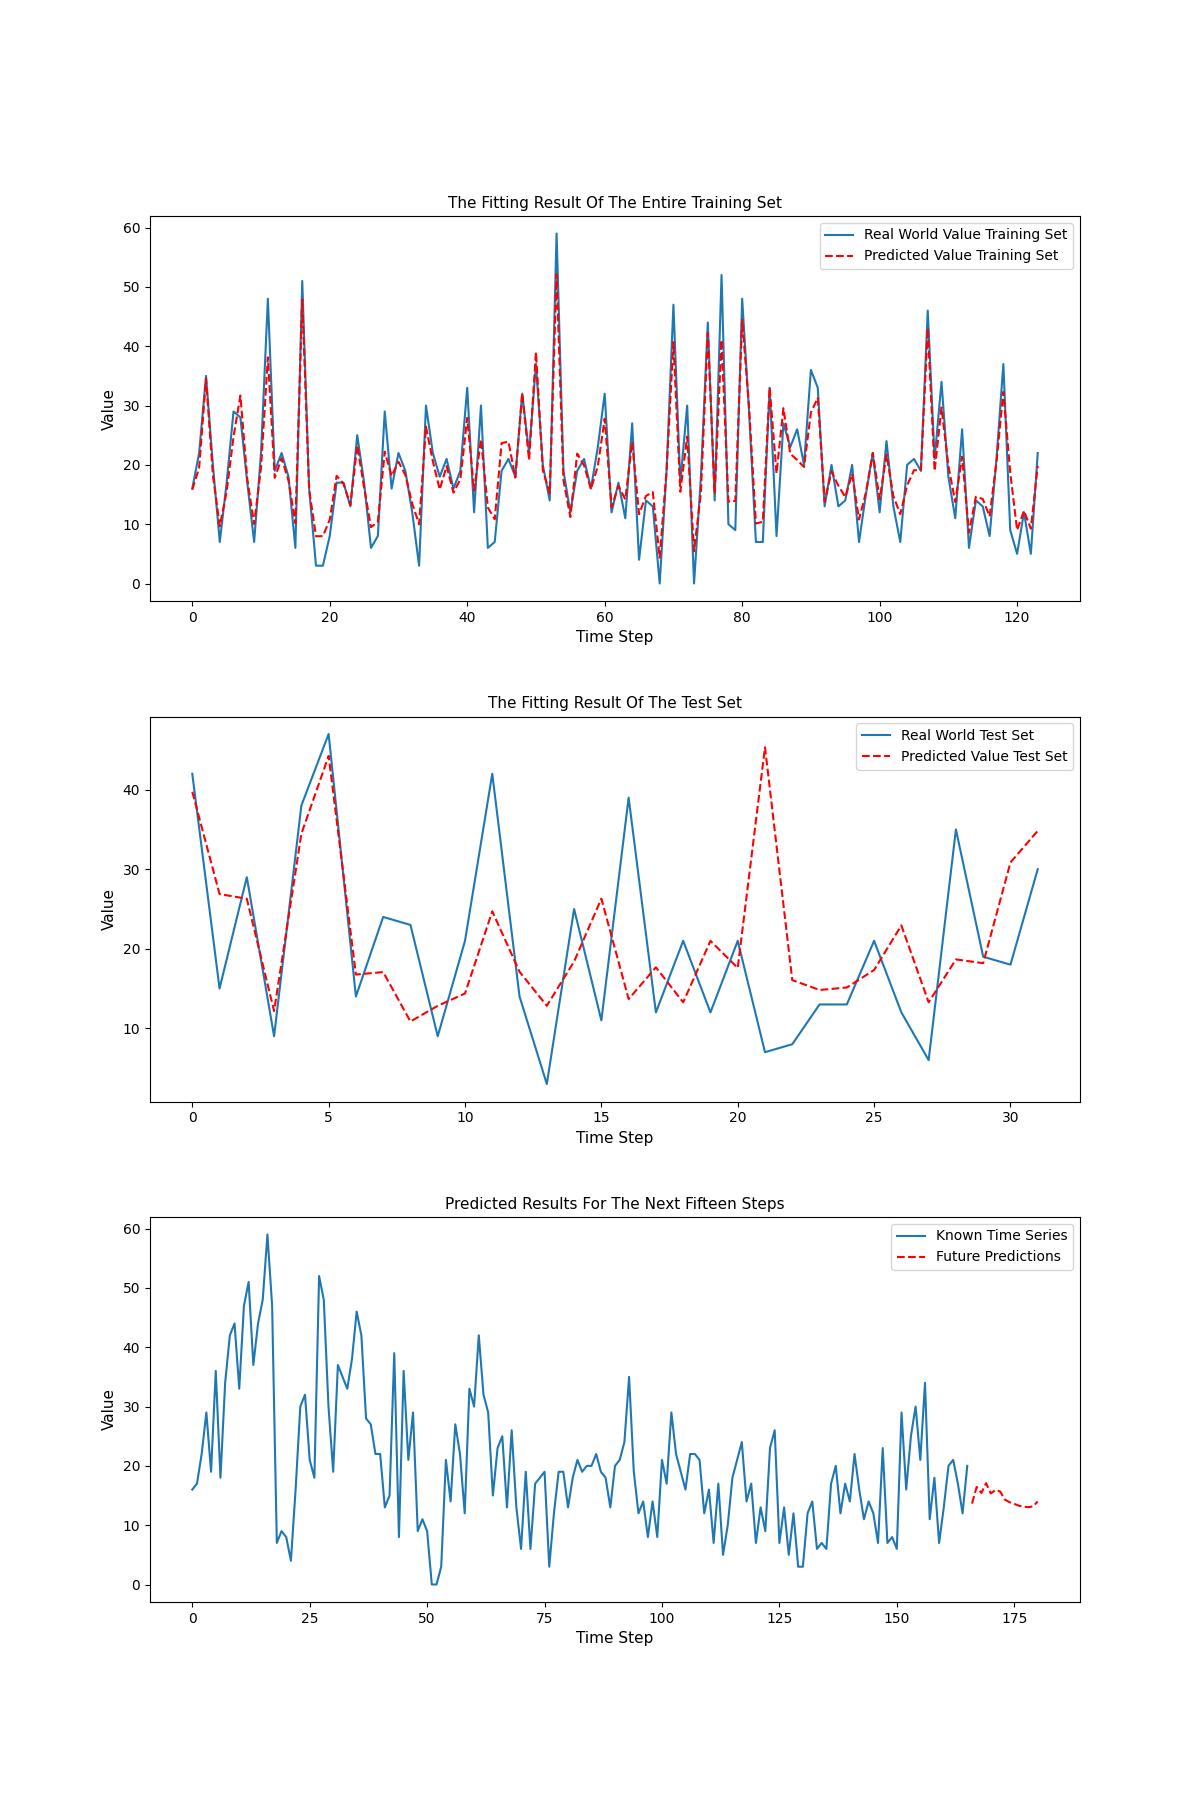 The Fitting Result Of The Entire Training Set
Real World Value Training Set
Predicted Value Training Set
Value
60
50
40
30
20
10
0
0 20 40 60 80 100 120
Time Step
The Fitting Result Of The Test Set
Real World Test Set
Predicted Value Test Set
Value
40
30
20
10
0 5 10 15 20 25 30
Time Step
Predicted Results For The Next Fifteen Steps
Known Time Series
Future Predictions
Value
60
50
40
30
20
10
0
0 25 50 75 100 125 150 175
Time Step